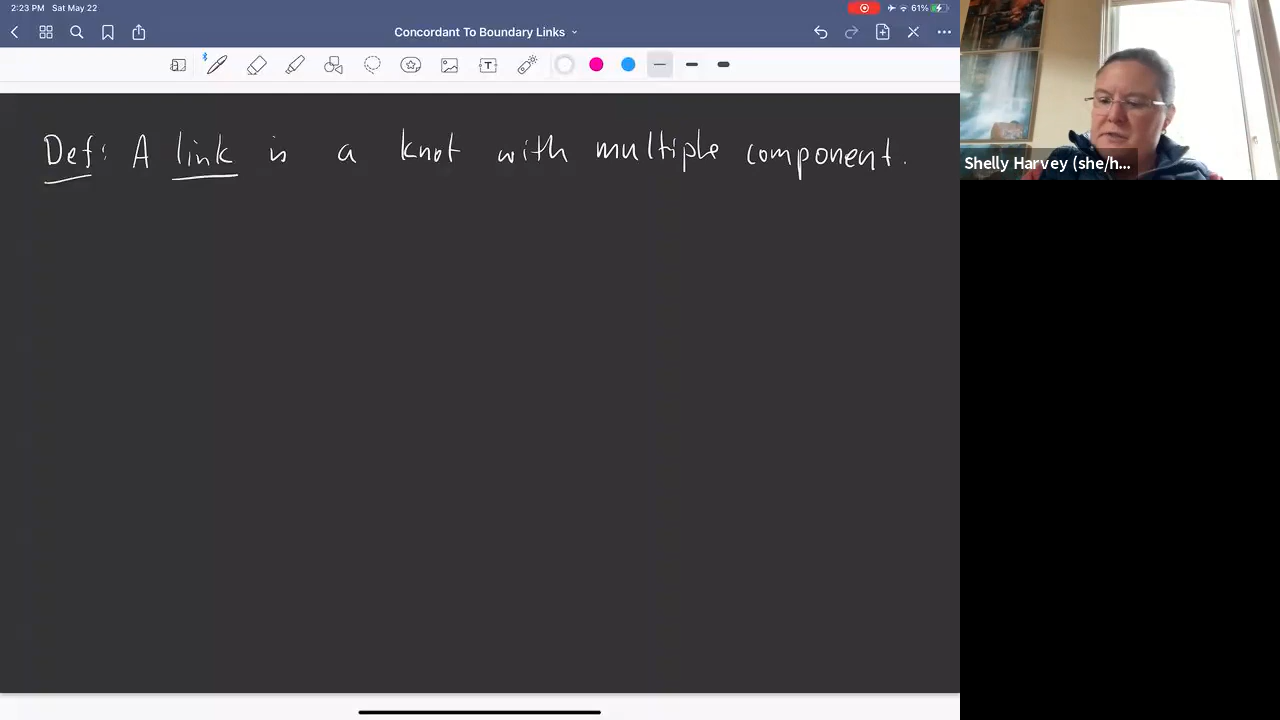 2:23 PM Sat May 22
61%
Concordant To Boundary Links
T
Def: A link is a knot with multiple component.
Shelly Harvey (she/h...